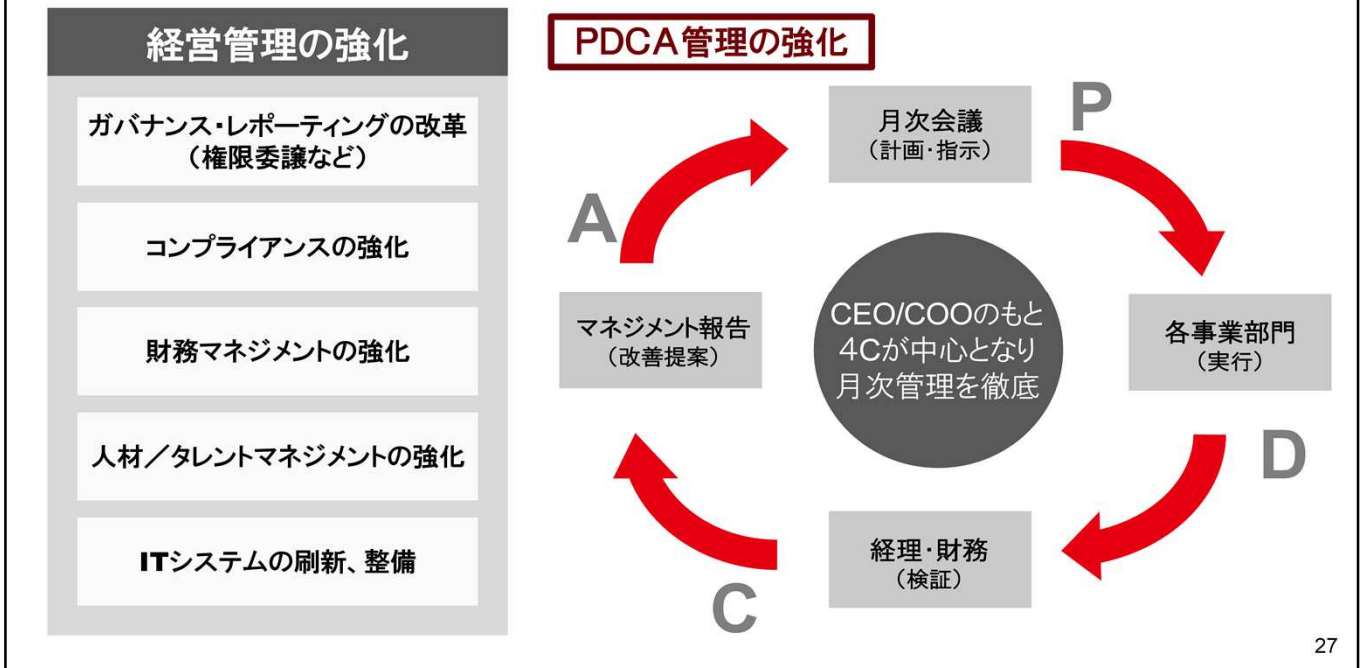 経営管理の強化
ガバナンス・レポーティングの改革
（権限委譲など）
コンプライアンスの強化
財務マネジメントの強化
人材／タレントマネジメントの強化
ITシステムの刷新、整備
PDCA管理の強化
月次会議
（計画・指示）
P
各事業部門
（実行）
D
経理・財務
（検証）
C
マネジメント報告
（改善提案）
A
CEO/COOのもと
4Cが中心となり
月次管理を徹底
27